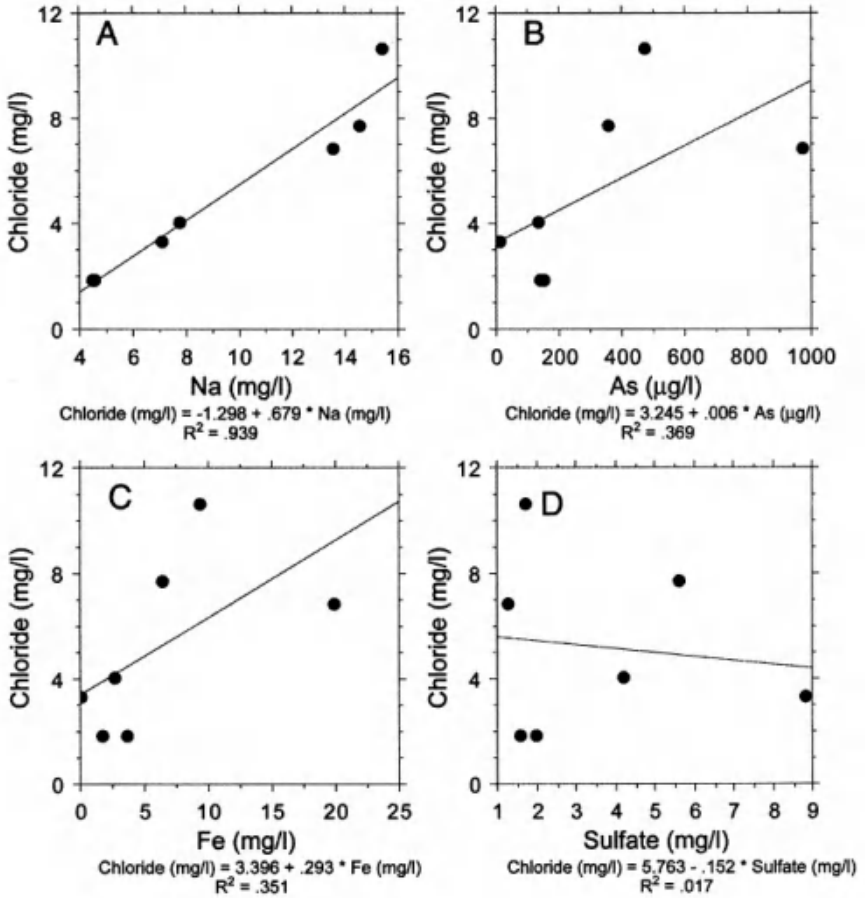 A
B
12
8
4
0
Chloride (mg/l)
4 6 8 10 12 14 16
Na (mg/l)
Chloride (mg/l) = -1.298 + .679 * Na (mg/l)
R² = .939
12
8
4
0
Chloride (mg/l)
0 200 400 600 800 1000
As (µg/l)
Chloride (mg/l) = 3.245 + .006 * As (µg/l)
R² = .369
C
D
12
8
4
0
Chloride (mg/l)
0 5 10 15 20 25
Fe (mg/l)
Chloride (mg/l) = 3.396 + .293 * Fe (mg/l)
R² = .351
12
8
4
0
Chloride (mg/l)
1 2 3 4 5 6 7 8 9
Sulfate (mg/l)
Chloride (mg/l) = 5.763 - .152 * Sulfate (mg/l)
R² = .017